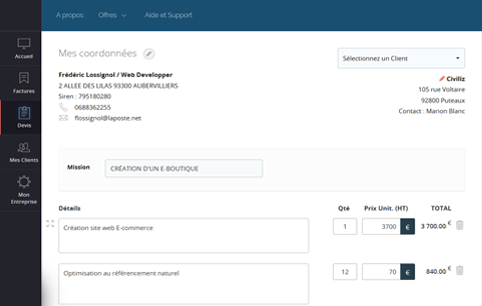 A propos Offres Aide et Support
Accueil
Factures
Devis
Mes Clients
Mon
Entreprise
Mes coordonnées
Sélectionnez un Client
Frédéric Lossignol / Web Developper
2 ALLEE DES LILAS 93300 AUBERVILLIERS
Siren : 795180280
0688362255
flossignol@laposte.net
Civiliz
105 rue Voltaire
92800 Puteaux
Contact : Marion Blanc
Mission CRÉATION D'UN E-BOUTIQUE
Détails Qté Prix Unit. (HT) TOTAL
Création site web E-commerce 1 3700 € 3 700.00 €
Optimisation au référencement naturel 12 70 € 840.00 €